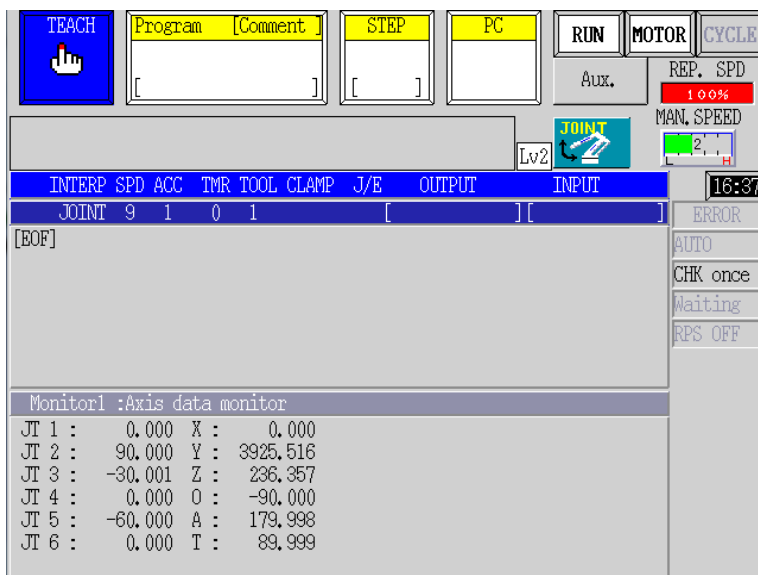 TEACH Program [Comment ] STEP PC RUN MOTOR CYCLE
[ ] [ ] Aux. REP. SPD
100%
MAN. SPEED
JOINT 2
Lv2 L H
INTERP SPD ACC TMR TOOL CLAMP J/E OUTPUT INPUT 16:37
JOINT 9 1 0 1 [ ] [ ] ERROR
[EOF] AUTO
CHK once
Waiting
RPS OFF
Monitor1 :Axis data monitor
JT 1 : 0.000 X : 0.000
JT 2 : 90.000 Y : 3925.516
JT 3 : -30.001 Z : 236.357
JT 4 : 0.000 O : -90.000
JT 5 : -60.000 A : 179.998
JT 6 : 0.000 T : 89.999